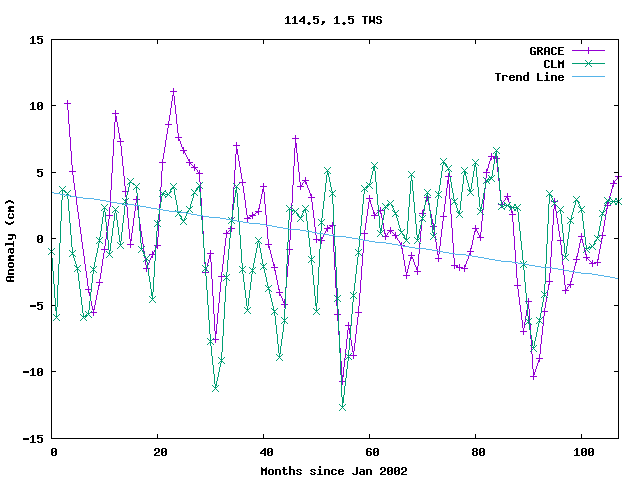 114.5, 1.5 TWS
GRACE
CLM
Trend Line
15
10
5
0
-5
-10
-15
Anomaly (cm)
0 20 40 60 80 100
Months since Jan 2002